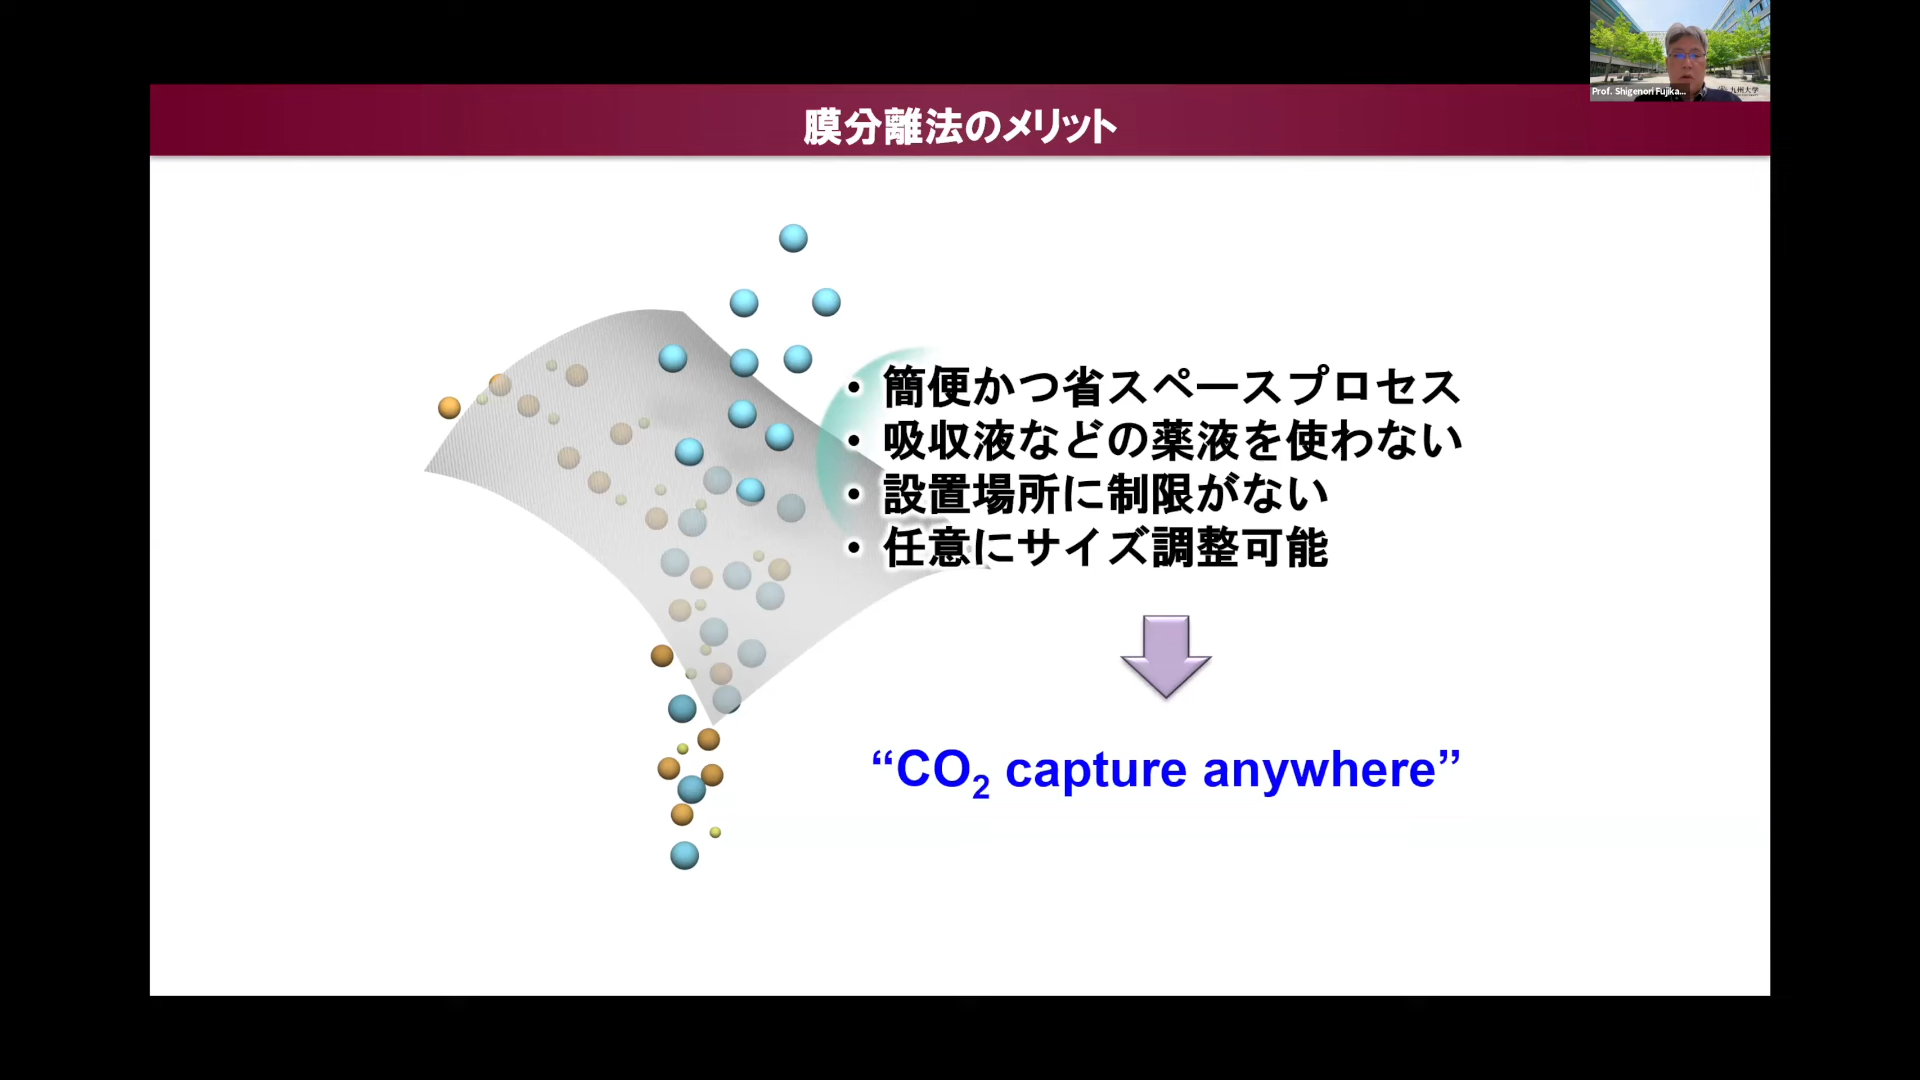 Prof. Shigenori Fujika...
九州大学
膜分離法のメリット
• 簡便かつ省スペースプロセス
• 吸収液などの薬液を使わない
• 設置場所に制限がない
• 任意にサイズ調整可能
“CO₂ capture anywhere”